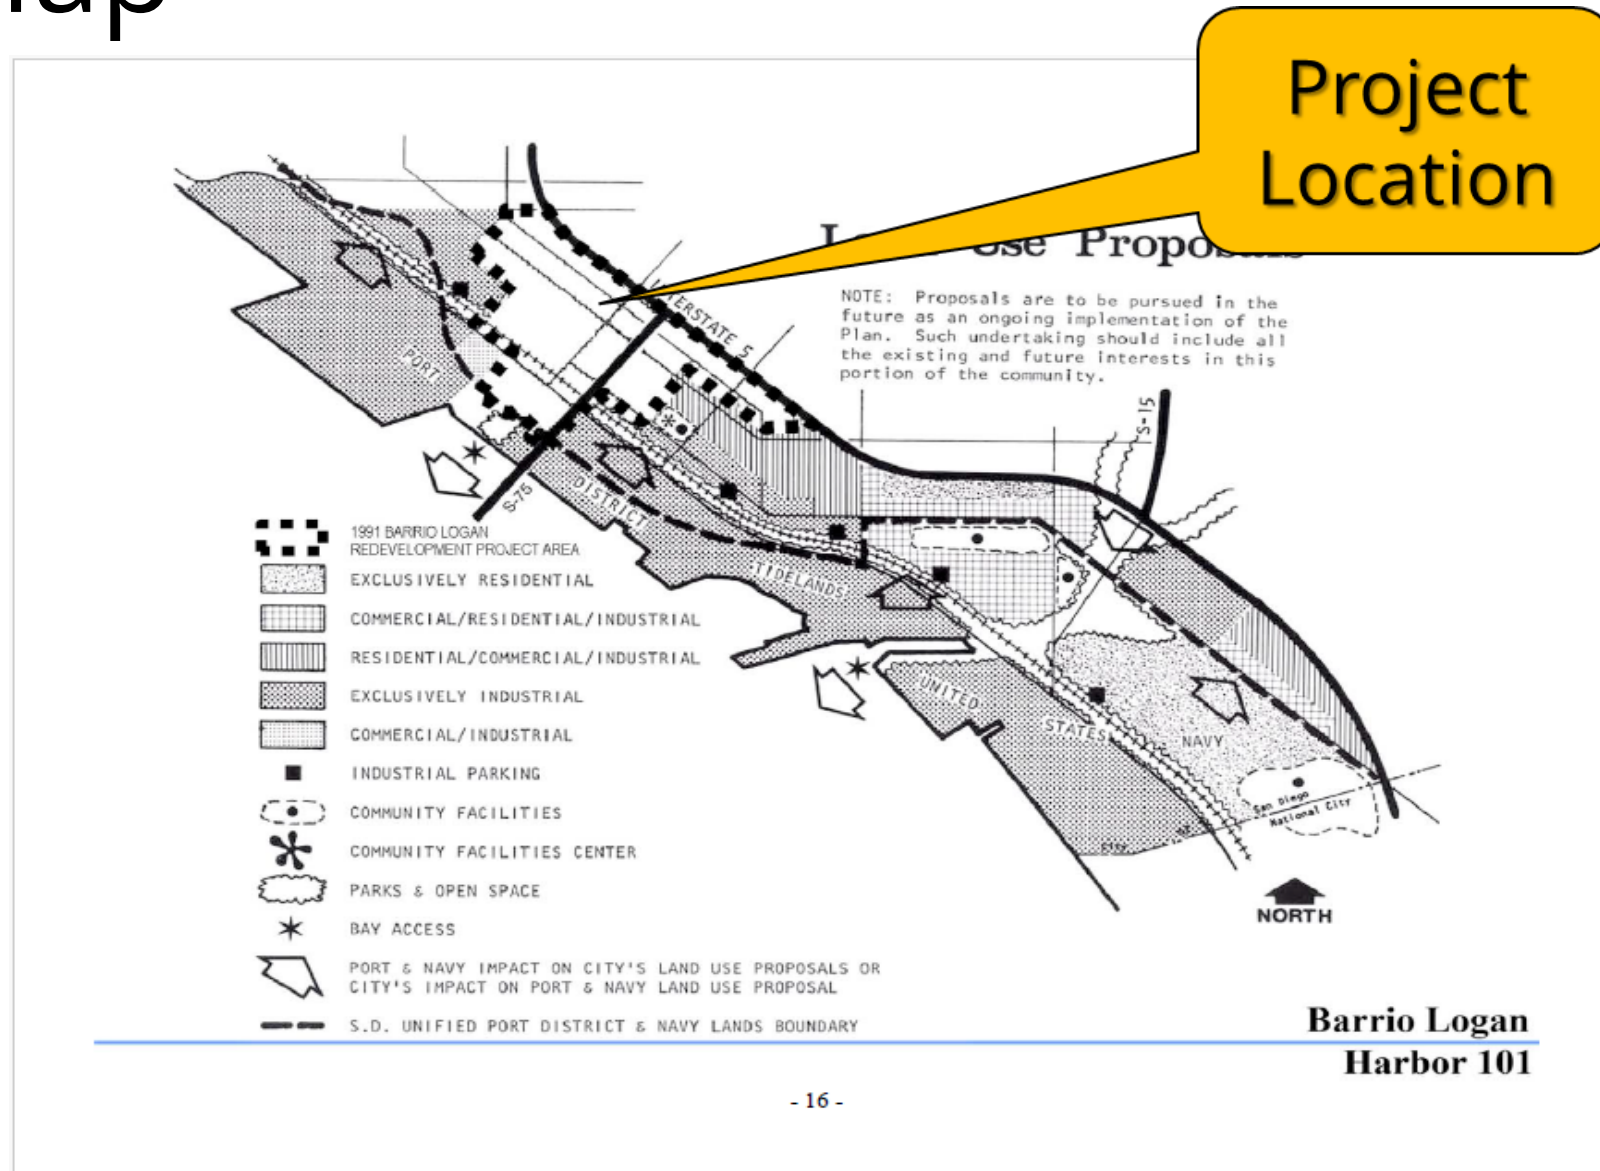 Project
Location
Use Proposals
NOTE: Proposals are to be pursued in the
future as an ongoing implementation of the
Plan. Such undertaking should include all
the existing and future interests in this
portion of the community.
INTERSTATE 5
S-15
PORT
S-75
DISTRICT
TIDELANDS
UNITED
STATES
NAVY
San Diego
National City
City
1991 BARRIO LOGAN
REDEVELOPMENT PROJECT AREA
EXCLUSIVELY RESIDENTIAL
COMMERCIAL/RESIDENTIAL/INDUSTRIAL
RESIDENTIAL/COMMERCIAL/INDUSTRIAL
EXCLUSIVELY INDUSTRIAL
COMMERCIAL/INDUSTRIAL
INDUSTRIAL PARKING
COMMUNITY FACILITIES
COMMUNITY FACILITIES CENTER
PARKS & OPEN SPACE
BAY ACCESS
PORT & NAVY IMPACT ON CITY'S LAND USE PROPOSALS OR
CITY'S IMPACT ON PORT & NAVY LAND USE PROPOSAL
S.D. UNIFIED PORT DISTRICT & NAVY LANDS BOUNDARY
NORTH
Barrio Logan
Harbor 101
- 16 -